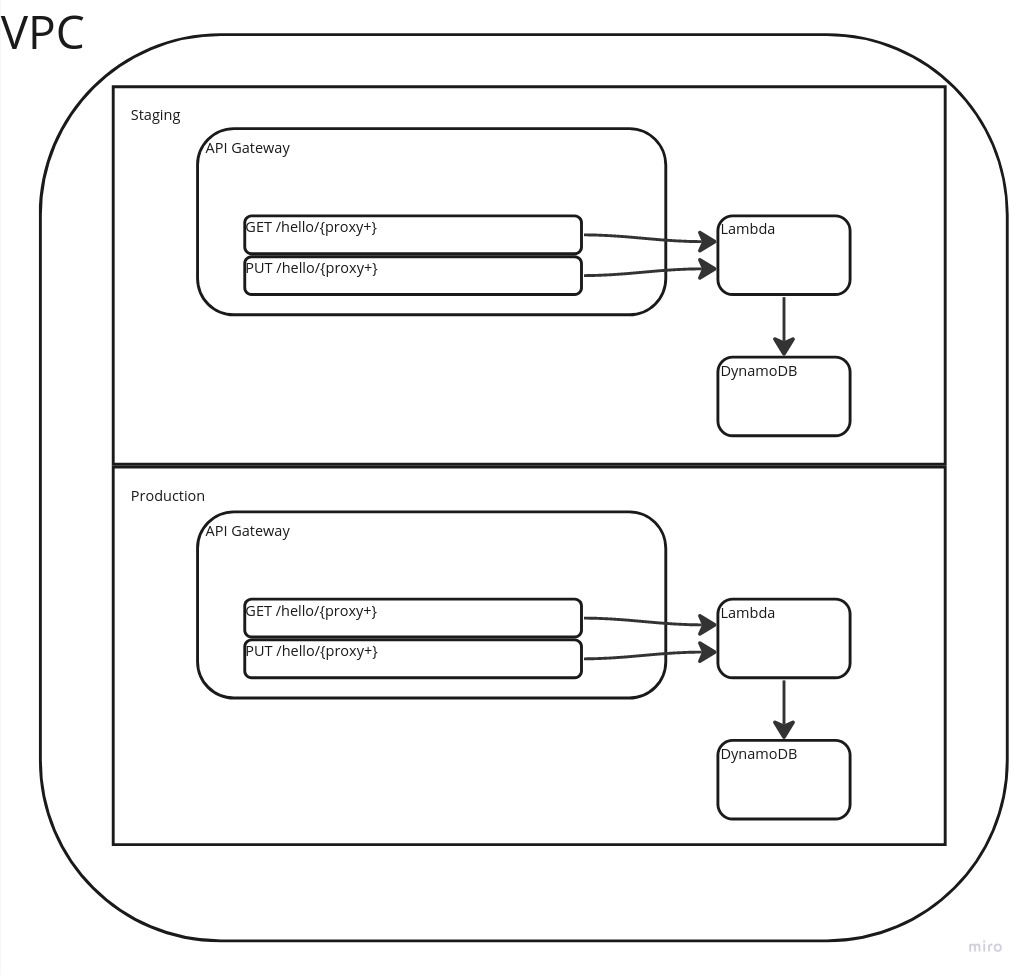 VPC
Staging
API Gateway
GET /hello/{proxy+}
PUT /hello/{proxy+}
Lambda
DynamoDB
Production
API Gateway
GET /hello/{proxy+}
PUT /hello/{proxy+}
Lambda
DynamoDB
miro